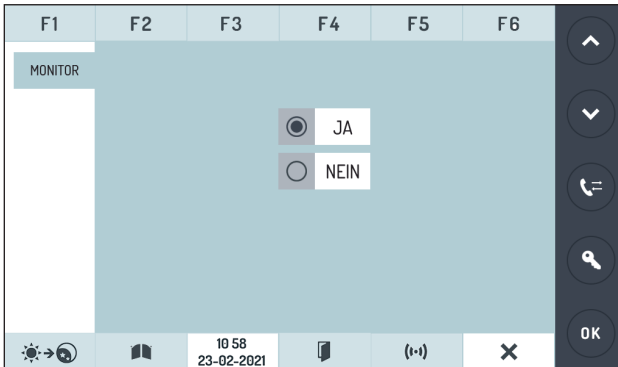 F1 F2 F3 F4 F5 F6
MONITOR
JA
NEIN
OK
10 58
23-02-2021